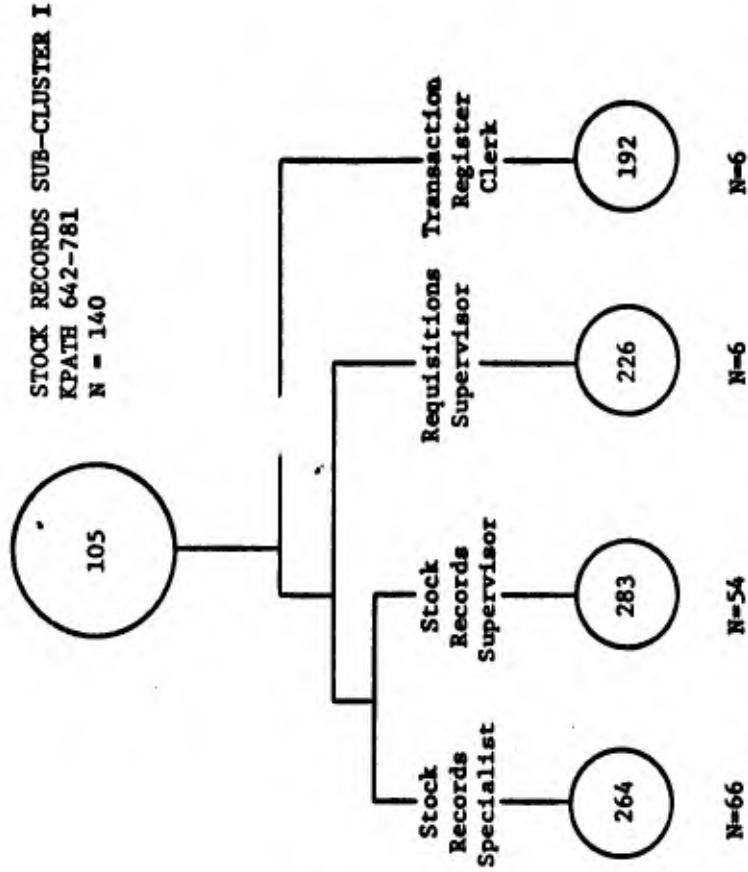 STOCK RECORDS SUB-CLUSTER I
KPATH 642-781
N = 140
105
Stock
Records
Specialist
264
N=66
Stock
Records
Supervisor
283
N=54
Requisitions
Supervisor
226
N=6
Transaction
Register
Clerk
192
N=6